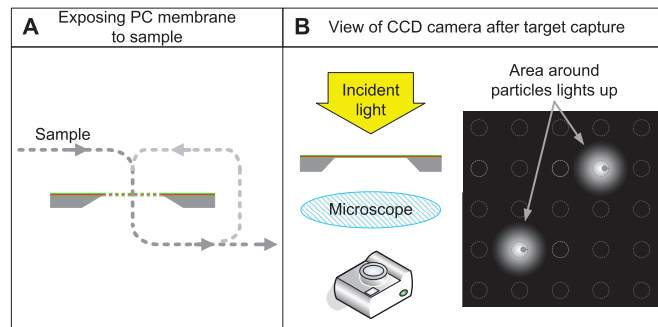 A
Exposing PC membrane
to sample
Sample
B
View of CCD camera after target capture
Incident
light
Microscope
Area around
particles lights up